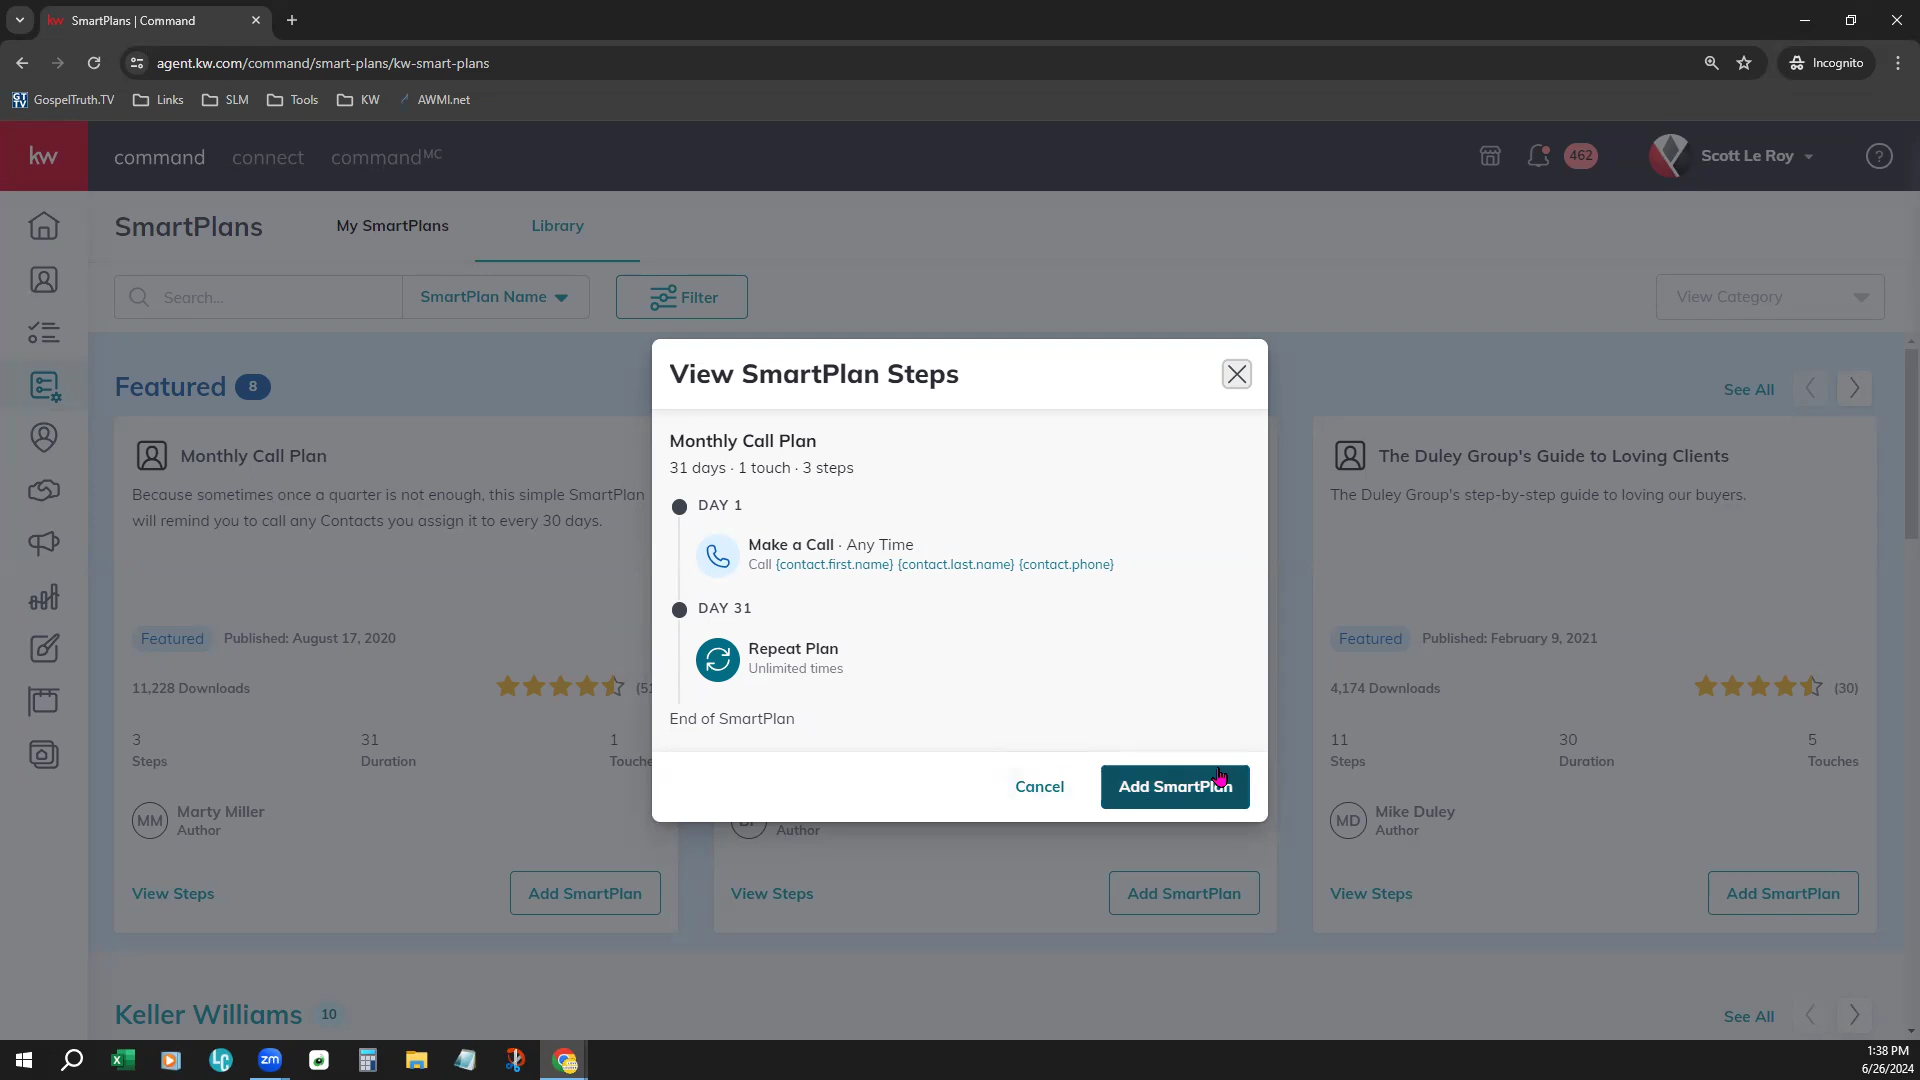 SmartPlans | Command
agent.kw.com/command/smart-plans/kw-smart-plans
Incognito
GospelTruth.TV
Links
SLM
Tools
KW
AWMI.net
kw
command
connect
commandMC
462
Scott Le Roy
SmartPlans
My SmartPlans
Library
Search...
SmartPlan Name
Filter
View Category
Featured 8
See All
View SmartPlan Steps
Monthly Call Plan
31 days · 1 touch · 3 steps
DAY 1
Make a Call · Any Time
Call {contact.first.name} {contact.last.name} {contact.phone}
DAY 31
Repeat Plan
Unlimited times
End of SmartPlan
Cancel
Add SmartPlan
Monthly Call Plan
Because sometimes once a quarter is not enough, this simple SmartPlan
will remind you to call any Contacts you assign it to every 30 days.
Featured
Published: August 17, 2020
11,228 Downloads
3
31
1
Steps
Duration
MM
Marty Miller
Author
View Steps
Add SmartPlan
Author
View Steps
Add SmartPlan
The Duley Group's Guide to Loving Clients
The Duley Group's step-by-step guide to loving our buyers.
Featured
Published: February 9, 2021
4,174 Downloads
(30)
11
30
5
Steps
Duration
Touches
MD
Mike Duley
Author
View Steps
Add SmartPlan
Keller Williams 10
See All
1:38 PM
6/26/2024